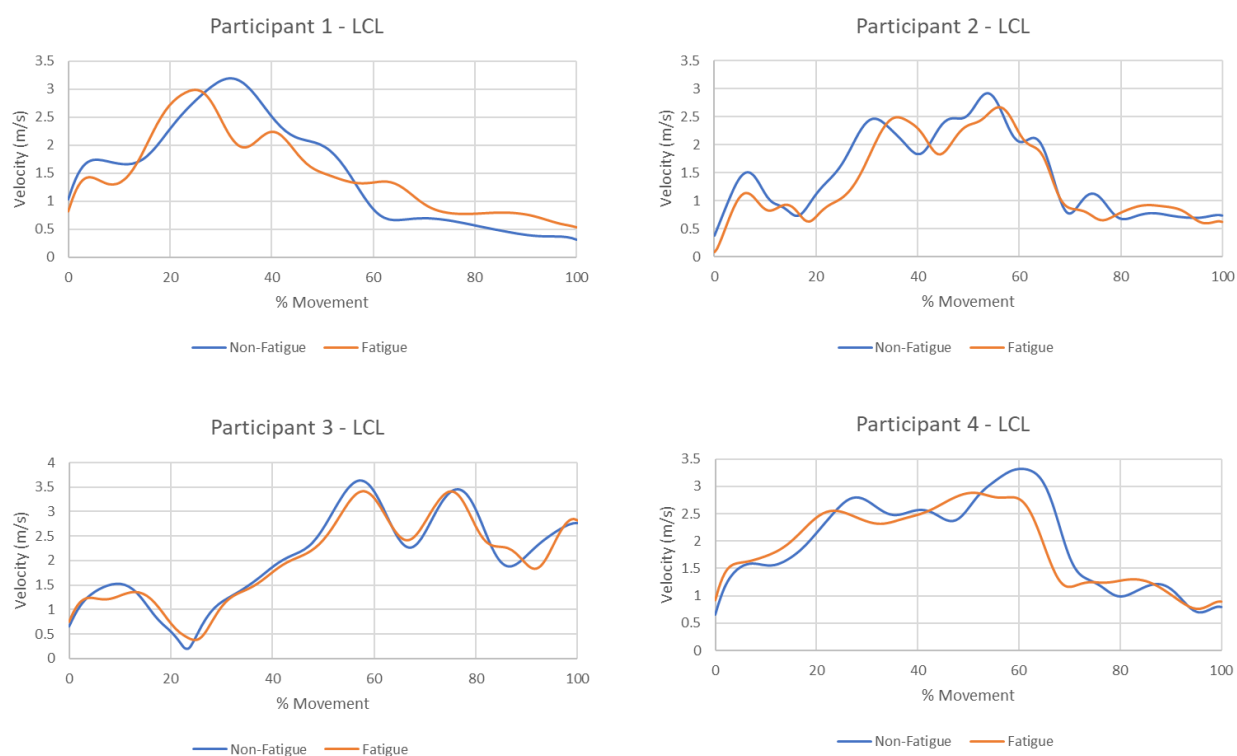 Participant 1 - LCL
3.5
3
2.5
2
1.5
1
0.5
0
Velocity (m/s)
0 20 40 60 80 100
% Movement
Non-Fatigue Fatigue
Participant 2 - LCL
3.5
3
2.5
2
1.5
1
0.5
0
Velocity (m/s)
0 20 40 60 80 100
% Movement
Non-Fatigue Fatigue
Participant 3 - LCL
4
3.5
3
2.5
2
1.5
1
0.5
0
Velocity (m/s)
0 20 40 60 80 100
% Movement
Non-Fatigue Fatigue
Participant 4 - LCL
3.5
3
2.5
2
1.5
1
0.5
0
Velocity (m/s)
0 20 40 60 80 100
% Movement
Non-Fatigue Fatigue